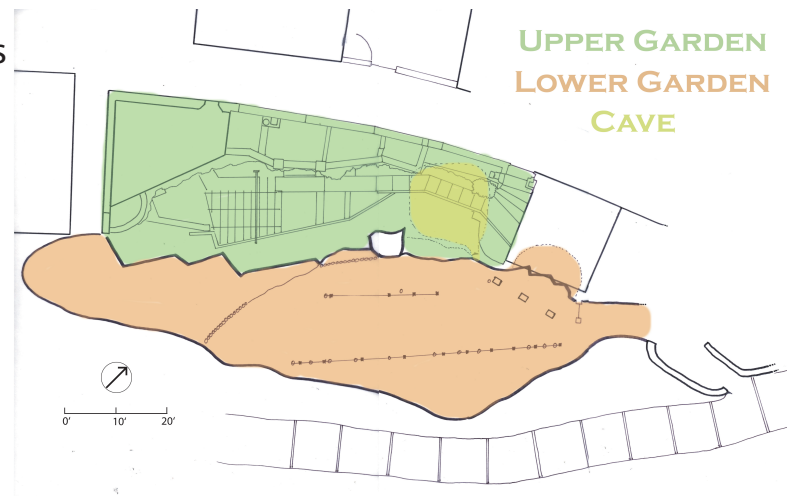 s
UPPER GARDEN
LOWER GARDEN
CAVE
0' 10' 20'